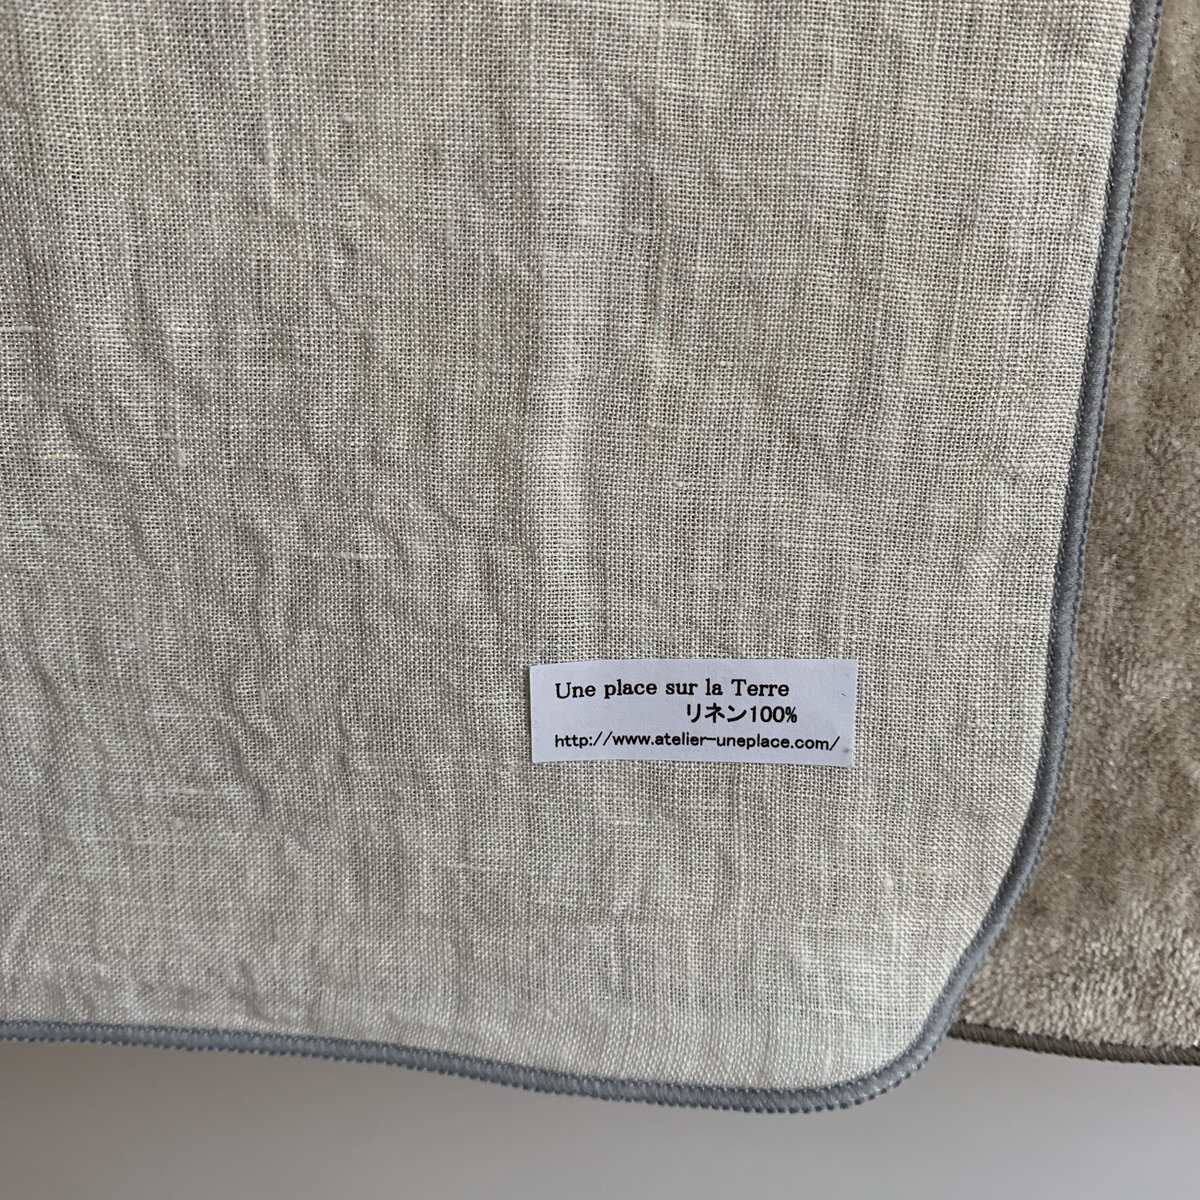 Une place sur la Terre
リネン100%
http://www.atelier-uneplace.com/